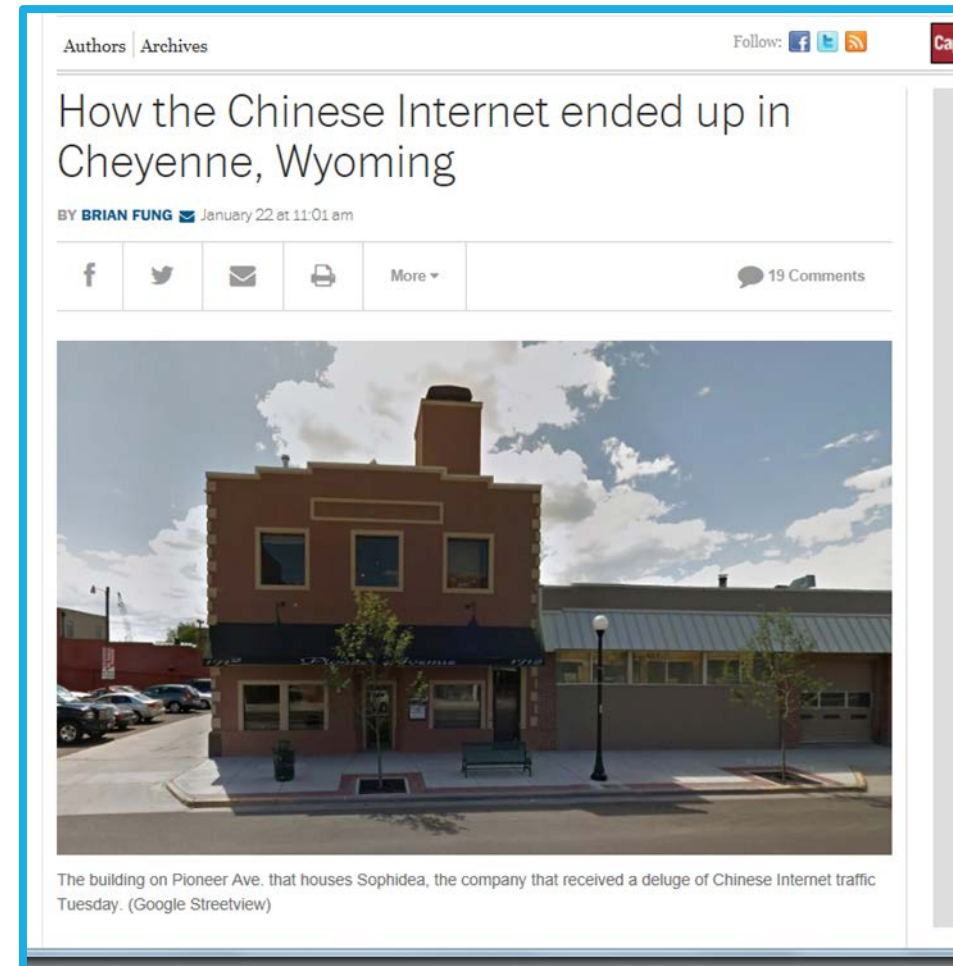 Authors Archives
Follow:
Ca
How the Chinese Internet ended up in
Cheyenne, Wyoming
BY BRIAN FUNG January 22 at 11:01 am
More
19 Comments
The building on Pioneer Ave. that houses Sophidea, the company that received a deluge of Chinese Internet traffic
Tuesday. (Google Streetview)